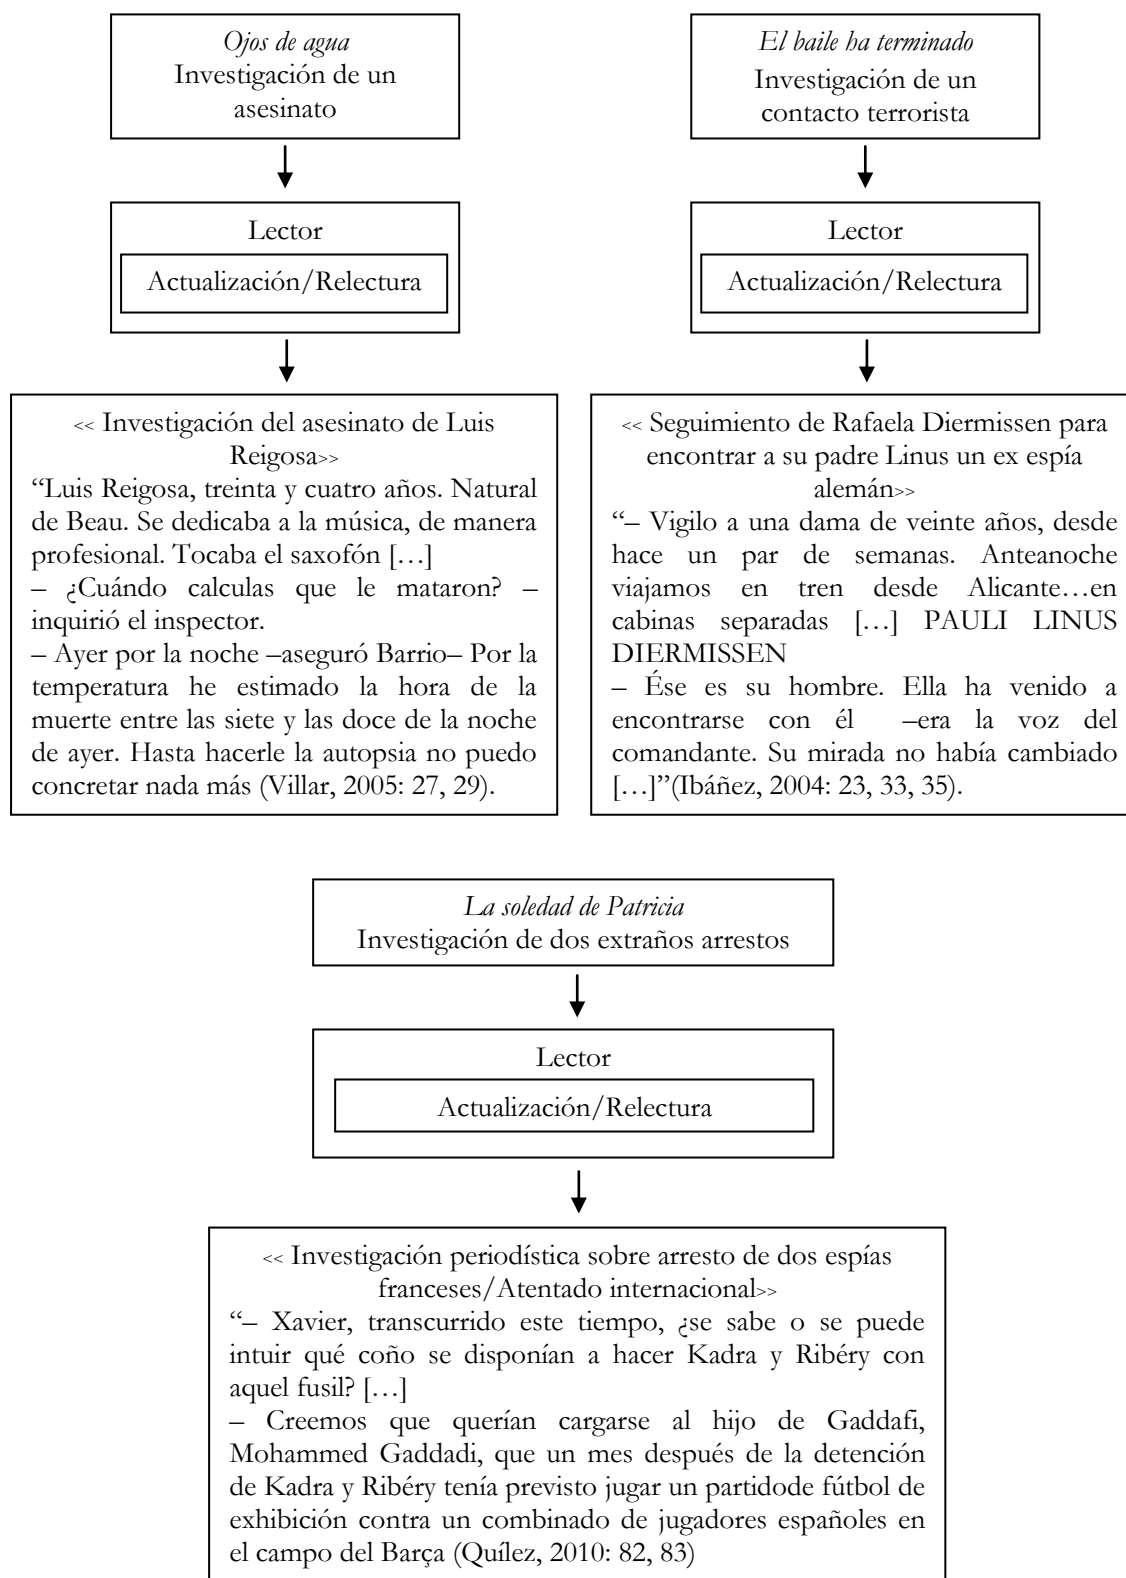 Ojos de agua
Investigación de un
asesinato
Lector
Actualización/Relectura
<< Investigación del asesinato de Luis
Reigosa>>
“Luis Reigosa, treinta y cuatro años. Natural
de Beau. Se dedicaba a la música, de manera
profesional. Tocaba el saxofón […]
– ¿Cuándo calculas que le mataron? –
inquirió el inspector.
– Ayer por la noche –aseguró Barrio– Por la
temperatura he estimado la hora de la
muerte entre las siete y las doce de la noche
de ayer. Hasta hacerle la autopsia no puedo
concretar nada más (Villar, 2005: 27, 29).
El baile ha terminado
Investigación de un
contacto terrorista
Lector
Actualización/Relectura
<< Seguimiento de Rafaela Diermissen para
encontrar a su padre Linus un ex espía
alemán>>
“– Vigilo a una dama de veinte años, desde
hace un par de semanas. Anteanoche
viajamos en tren desde Alicante…en
cabinas separadas […] PAULI LINUS
DIERMISSEN
– Ése es su hombre. Ella ha venido a
encontrarse con él –era la voz del
comandante. Su mirada no había cambiado
[…]”(Ibáñez, 2004: 23, 33, 35).
La soledad de Patricia
Investigación de dos extraños arrestos
Lector
Actualización/Relectura
<< Investigación periodística sobre arresto de dos espías
franceses/Atentado internacional>>
“– Xavier, transcurrido este tiempo, ¿se sabe o se puede
intuir qué coño se disponían a hacer Kadra y Ribéry con
aquel fusil? […]
– Creemos que querían cargarse al hijo de Gaddafi,
Mohammed Gaddadi, que un mes después de la detención
de Kadra y Ribéry tenía previsto jugar un partidode fútbol de
exhibición contra un combinado de jugadores españoles en
el campo del Barça (Quílez, 2010: 82, 83)